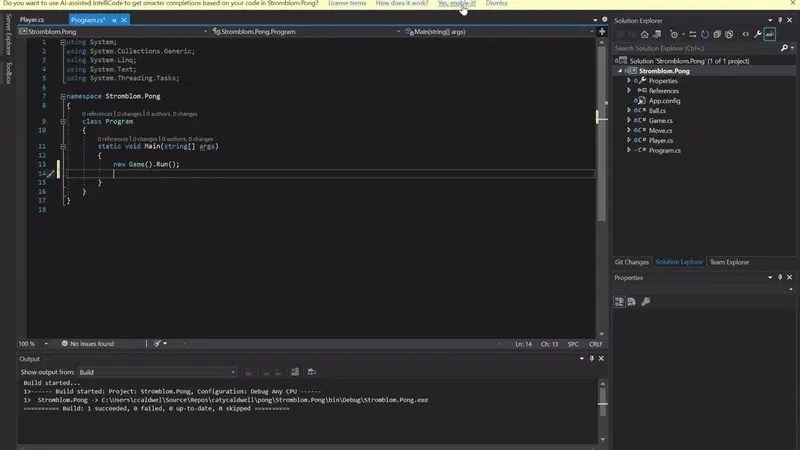 Do you want to use AI-assisted IntelliCode to get smarter completions based on your code in Stromblom.Pong? License terms How does it work? Yes, enable it! Dismiss
Server Explorer
Toolbox
Player.cs Program.cs*
Stromblom.Pong Stromblom.Pong.Program Main(string[] args)
1 using System;
2 using System.Collections.Generic;
3 using System.Linq;
4 using System.Text;
5 using System.Threading.Tasks;
6
7 namespace Stromblom.Pong
8 {
0 references | 0 changes | 0 authors, 0 changes
9 class Program
10 {
0 references | 0 changes | 0 authors, 0 changes
11 static void Main(string[] args)
12 {
13 new Game().Run();
14
15 }
16 }
17 }
18
100 % No issues found Ln: 14 Ch: 13 SPC CRLF
Output
Show output from: Build
Build started...
1>------ Build started: Project: Stromblom.Pong, Configuration: Debug Any CPU ------
1> Stromblom.Pong -> C:\Users\ccaldwel\Source\Repos\catycaldwell\pong\Stromblom.Pong\bin\Debug\Stromblom.Pong.exe
========== Build: 1 succeeded, 0 failed, 0 up-to-date, 0 skipped ==========
Solution Explorer
Search Solution Explorer (Ctrl+;)
Solution 'Stromblom.Pong' (1 of 1 project)
Stromblom.Pong
Properties
References
App.config
Ball.cs
Game.cs
Move.cs
Player.cs
Program.cs
Git Changes Solution Explorer Team Explorer
Properties